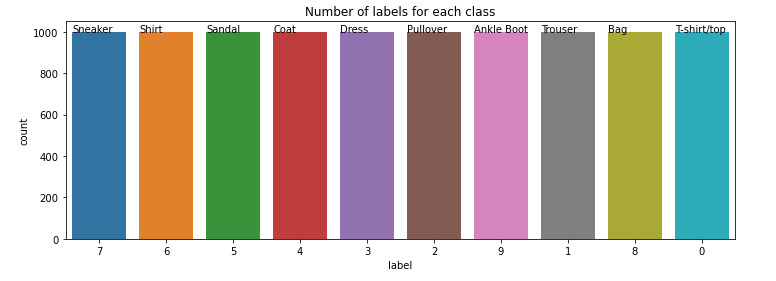 Number of labels for each class
Sneaker Shirt Sandal Coat Dress Pullover Ankle Boot Trouser Bag T-shirt/top
1000
800
600
400
200
0
count
7 6 5 4 3 2 9 1 8 0
label